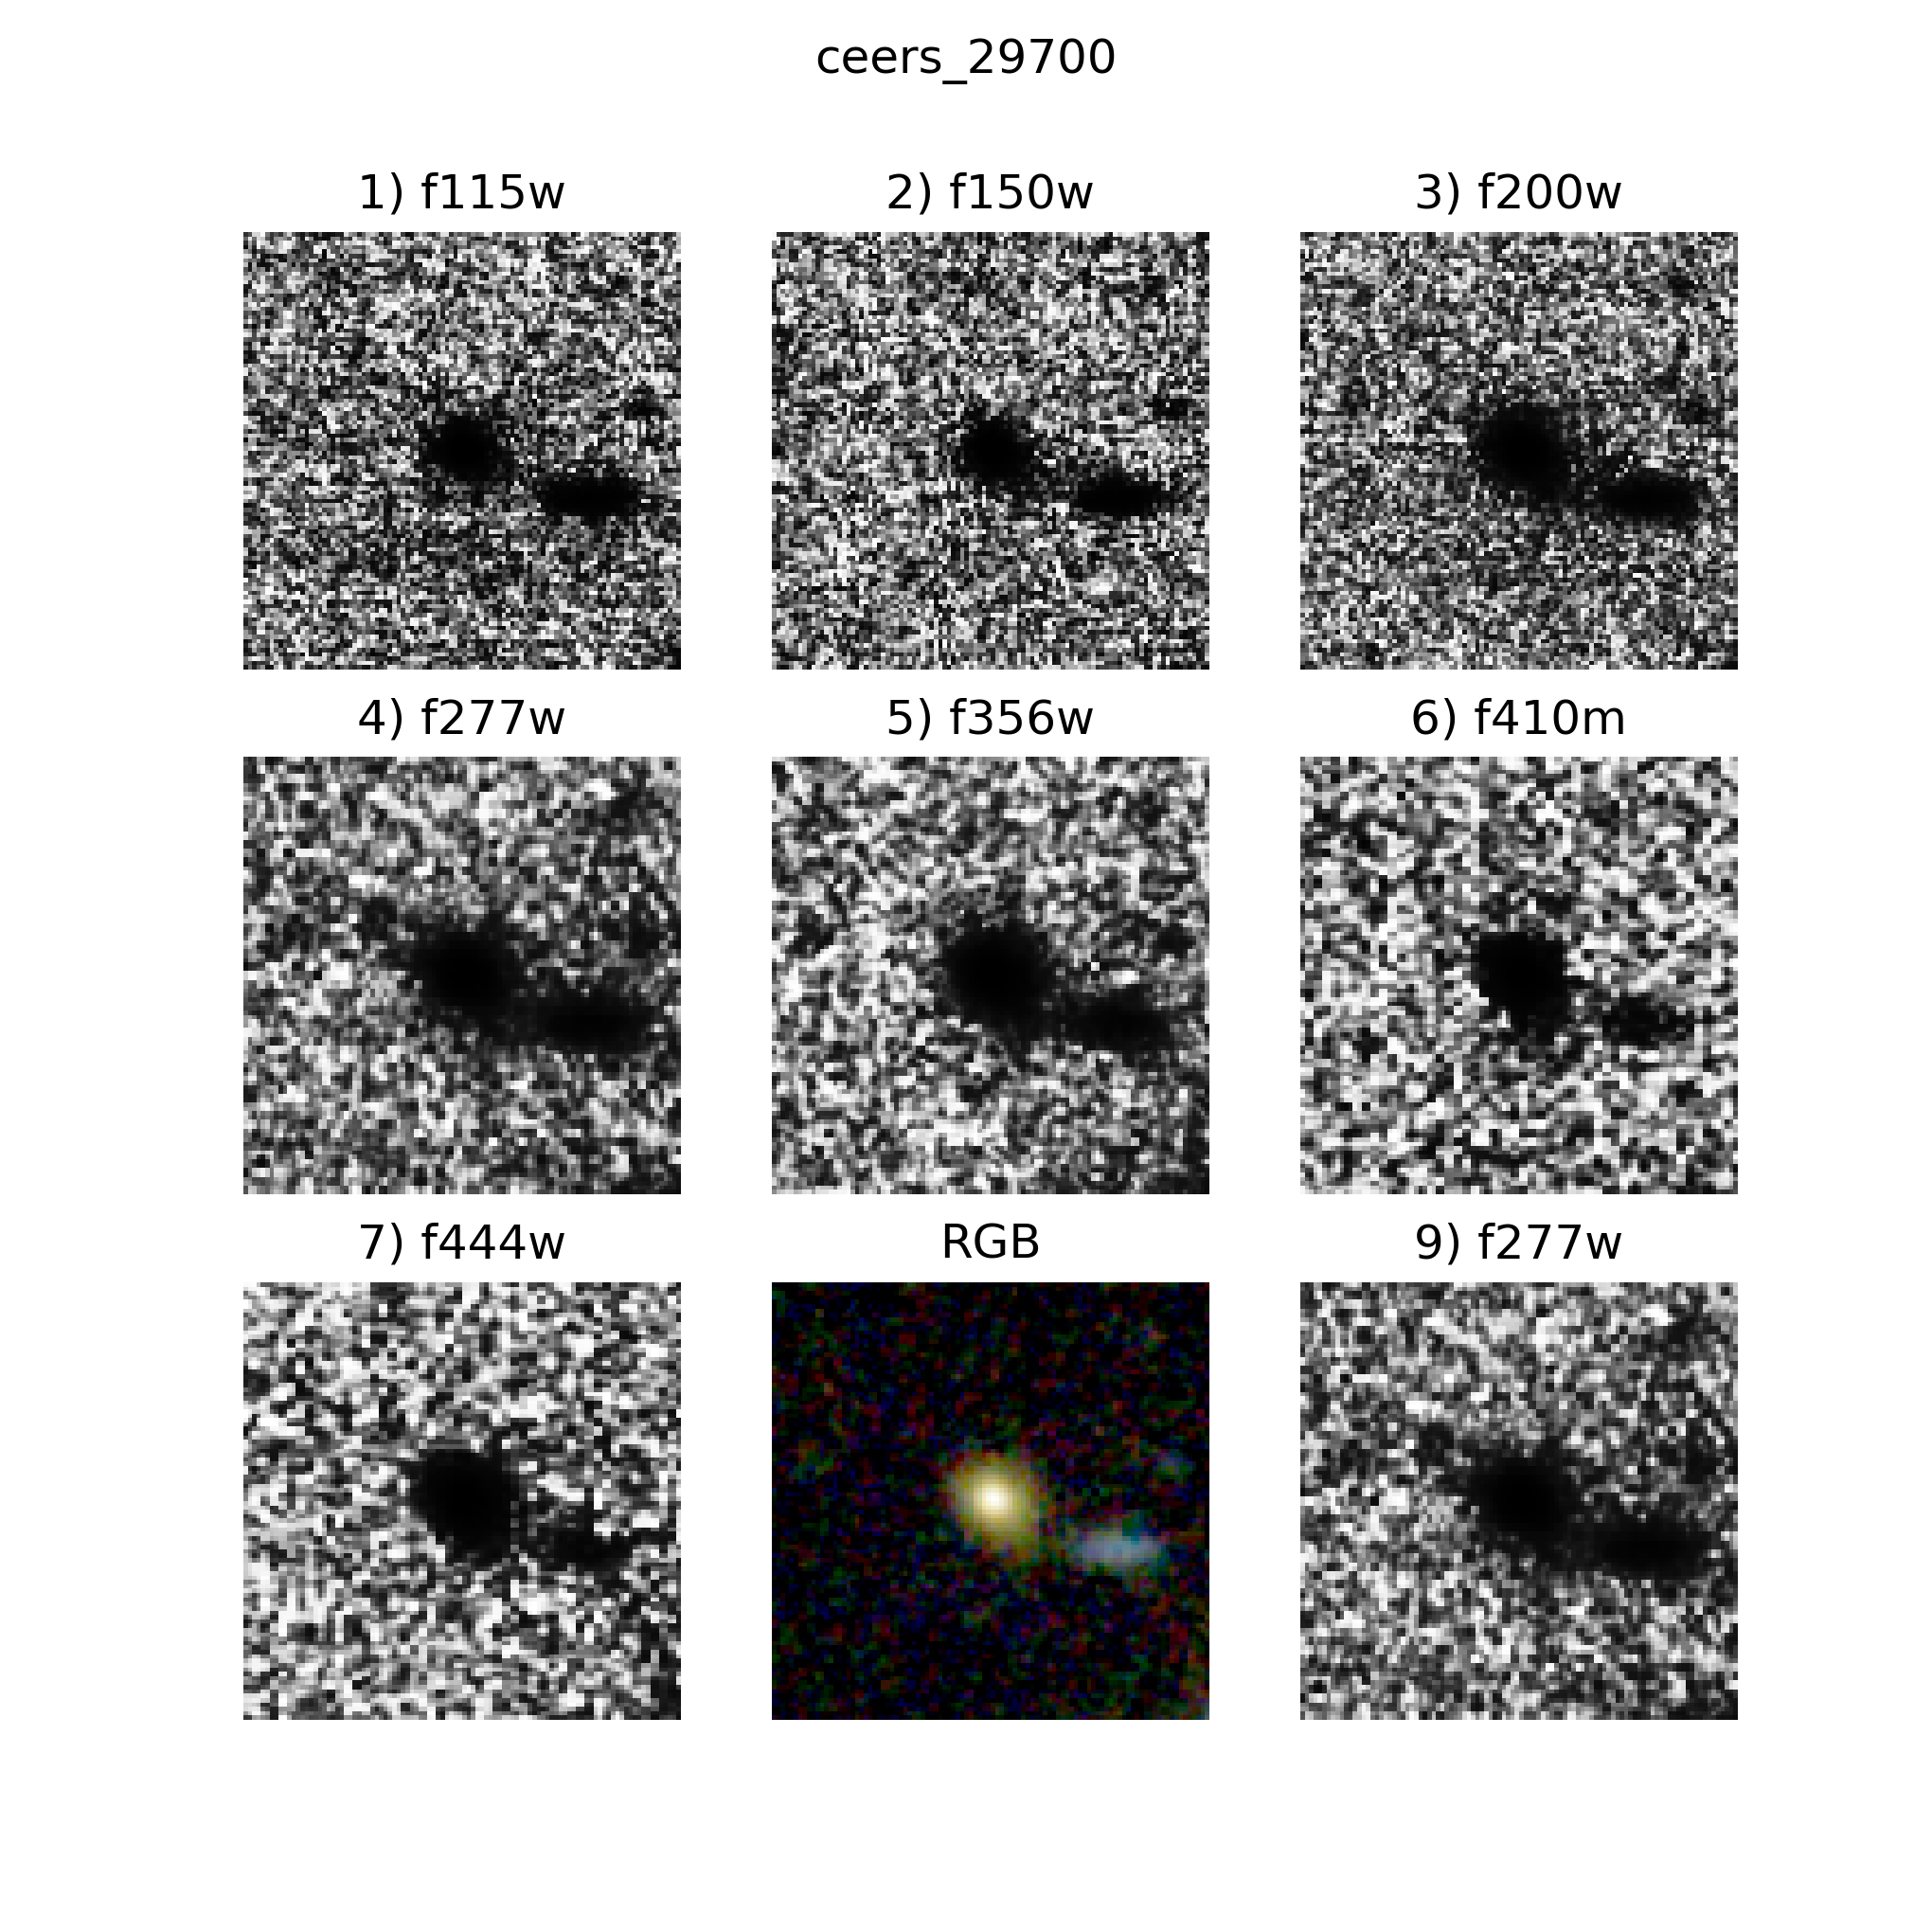 ceers_29700
1) f115w
2) f150w
3) f200w
4) f277w
5) f356w
6) f410m
7) f444w
RGB
9) f277w